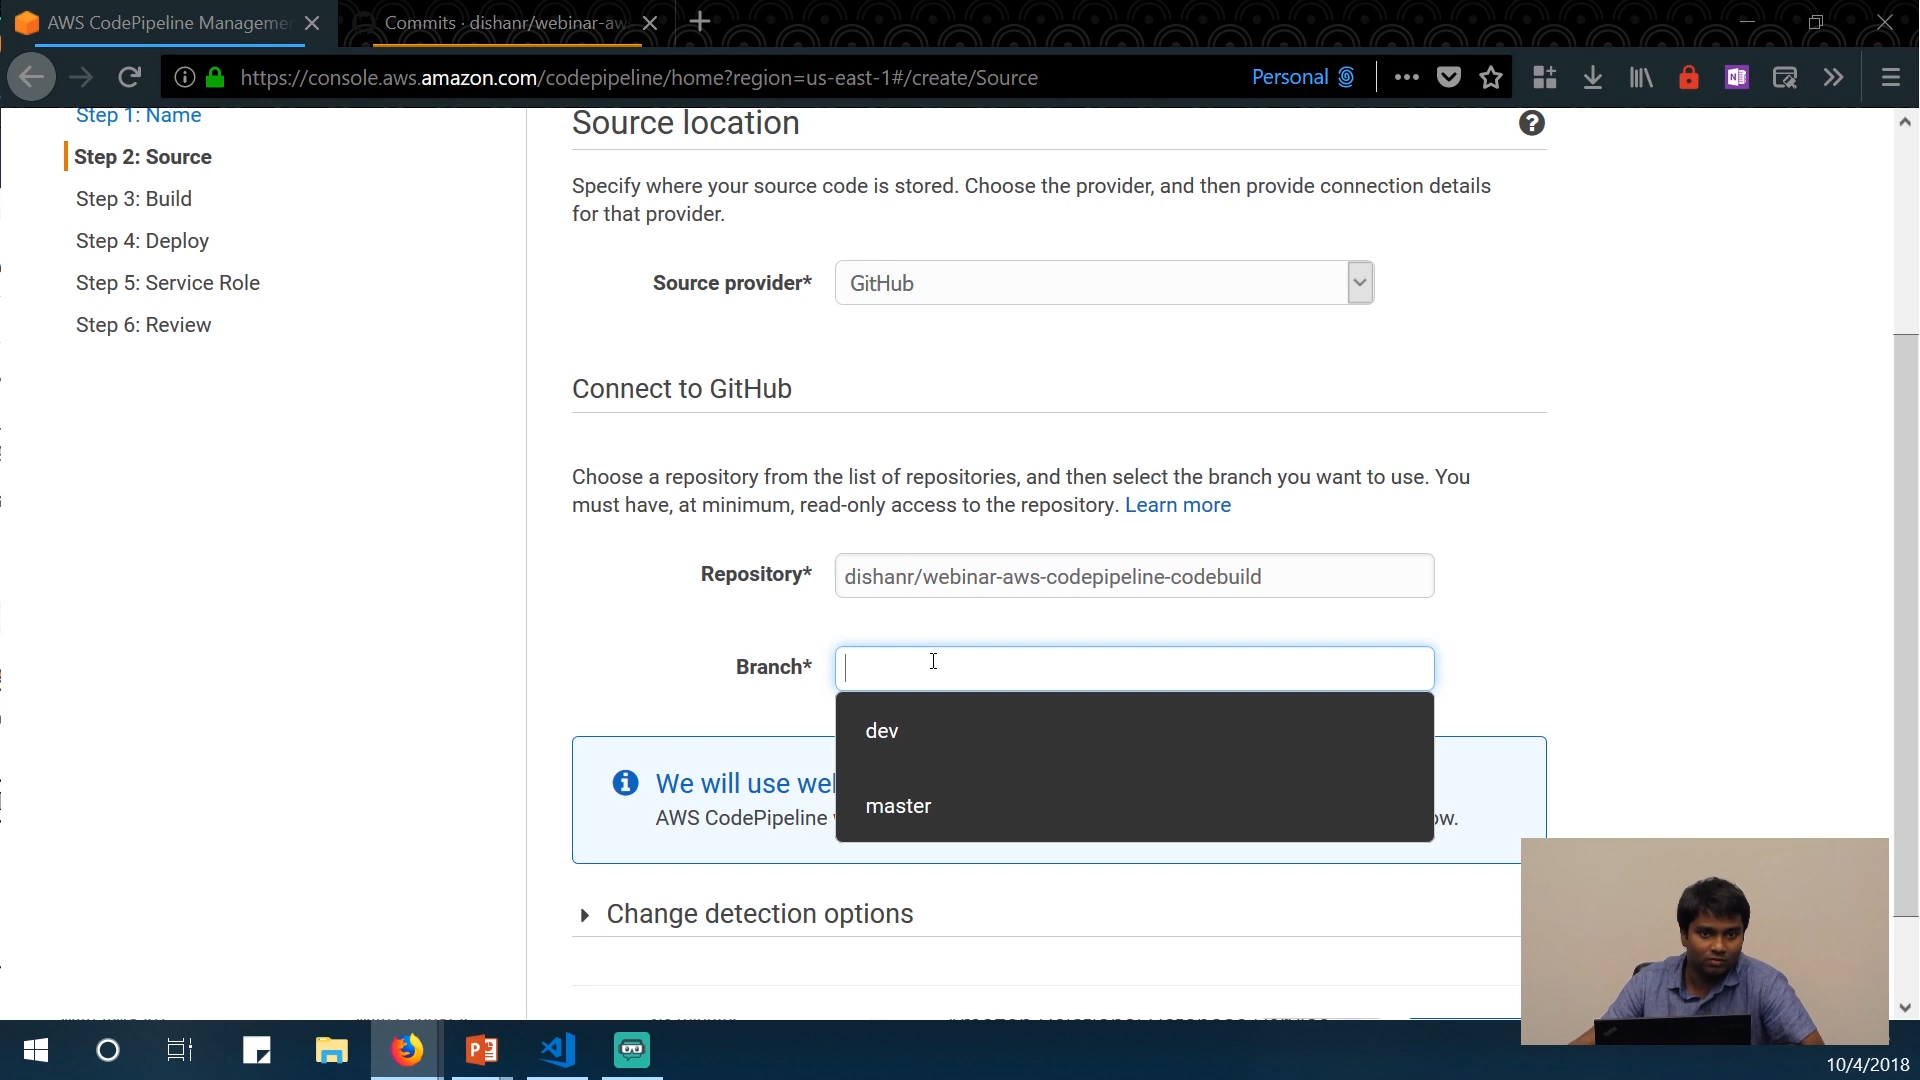 AWS CodePipeline Manageme
Commits · dishanr/webinar-aw
https://console.aws.amazon.com/codepipeline/home?region=us-east-1#/create/Source
Personal
Step 1: Name
Step 2: Source
Step 3: Build
Step 4: Deploy
Step 5: Service Role
Step 6: Review
Source location
Specify where your source code is stored. Choose the provider, and then provide connection details
for that provider.
Source provider*
GitHub
Connect to GitHub
Choose a repository from the list of repositories, and then select the branch you want to use. You
must have, at minimum, read-only access to the repository. Learn more
Repository*
dishanr/webinar-aws-codepipeline-codebuild
Branch*
dev
master
We will use we
AWS CodePipeline
ow.
Change detection options
10/4/2018